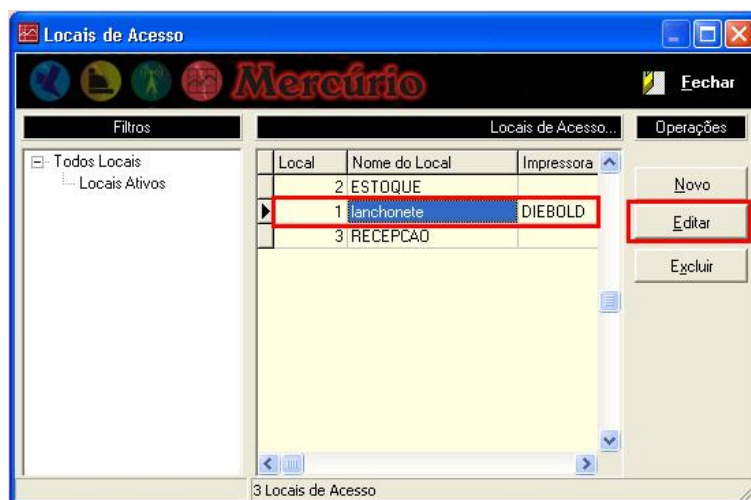 Locais de Acesso
Mercúrio
Fechar
Filtros
Locais de Acesso...
Operações
Todos Locais
Locais Ativos
Local Nome do Local Impressora
2 ESTOQUE
1 lanchonete DIEBOLD
3 RECEPCAO
Novo
Editar
Excluir
3 Locais de Acesso